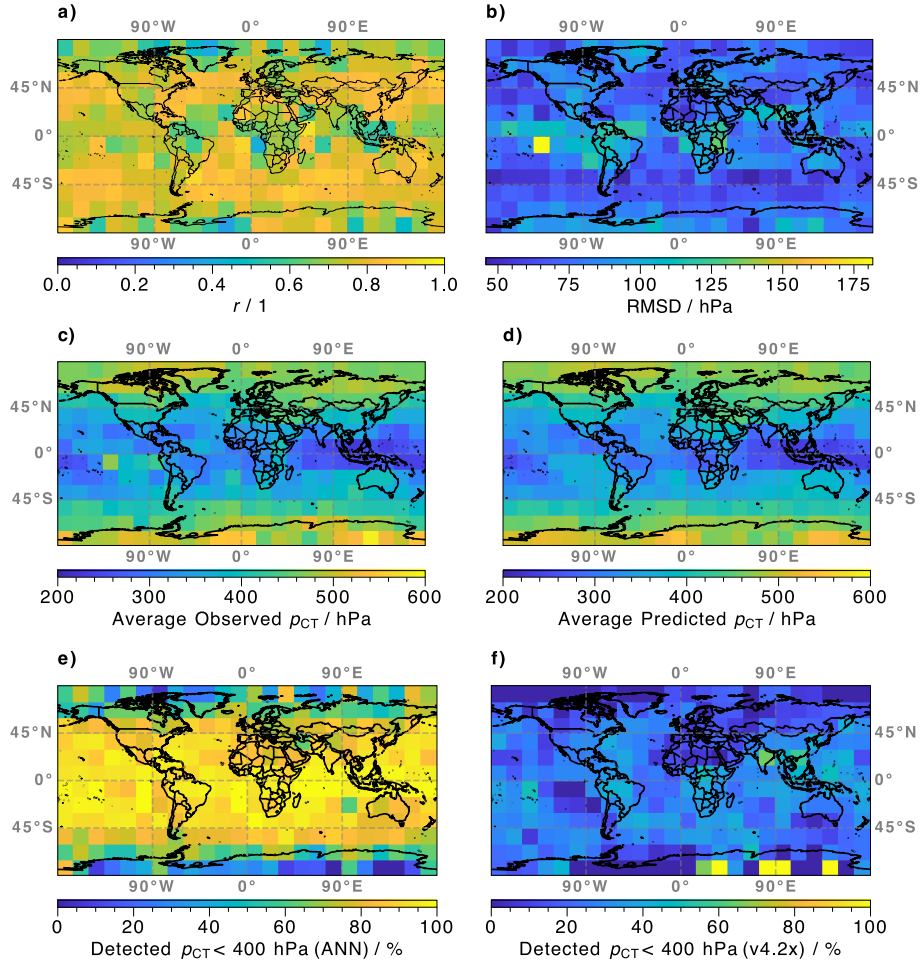 a)
b)
90°W 0° 90°E
90°W 0° 90°E
45°N
0°
45°S
45°N
0°
45°S
90°W 0° 90°E
90°W 0° 90°E
0.0 0.2 0.4 0.6 0.8 1.0
r / 1
50 75 100 125 150 175
RMSD / hPa
c)
d)
90°W 0° 90°E
90°W 0° 90°E
45°N
0°
45°S
45°N
0°
45°S
90°W 0° 90°E
90°W 0° 90°E
200 300 400 500 600
Average Observed pCT / hPa
200 300 400 500 600
Average Predicted pCT / hPa
e)
f)
90°W 0° 90°E
90°W 0° 90°E
45°N
0°
45°S
45°N
0°
45°S
90°W 0° 90°E
90°W 0° 90°E
0 20 40 60 80 100
Detected pCT < 400 hPa (ANN) / %
0 20 40 60 80 100
Detected pCT < 400 hPa (v4.2x) / %